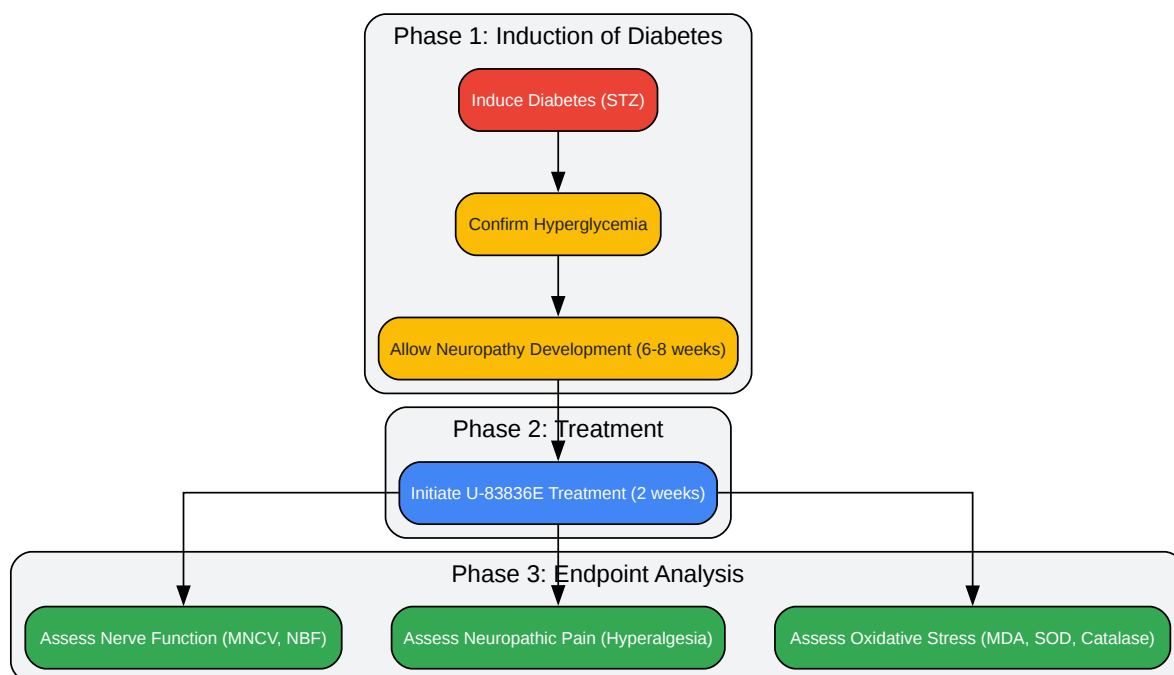 Phase 1: Induction of Diabetes
Induce Diabetes (STZ)
Confirm Hyperglycemia
Allow Neuropathy Development (6-8 weeks)
Phase 2: Treatment
Initiate U-83836E Treatment (2 weeks)
Phase 3: Endpoint Analysis
Assess Nerve Function (MNCV, NBF)
Assess Neuropathic Pain (Hyperalgesia)
Assess Oxidative Stress (MDA, SOD, Catalase)